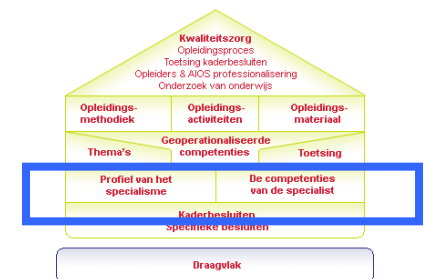 Kwaliteitszorg
Opleidingsproces
Toetsing kaderbesluiten
Opleiders & AIOS professionalisering
Onderzoek van onderwijs
Opleidings-
methodiek
Opleidings-
activiteiten
Opleidings-
materiaal
Geoperationaliseerde
competenties
Thema's
Toetsing
Profiel van het
specialisme
De competenties
van de specialist
Kaderbesluiten
Specifieke besluiten
Draagvlak